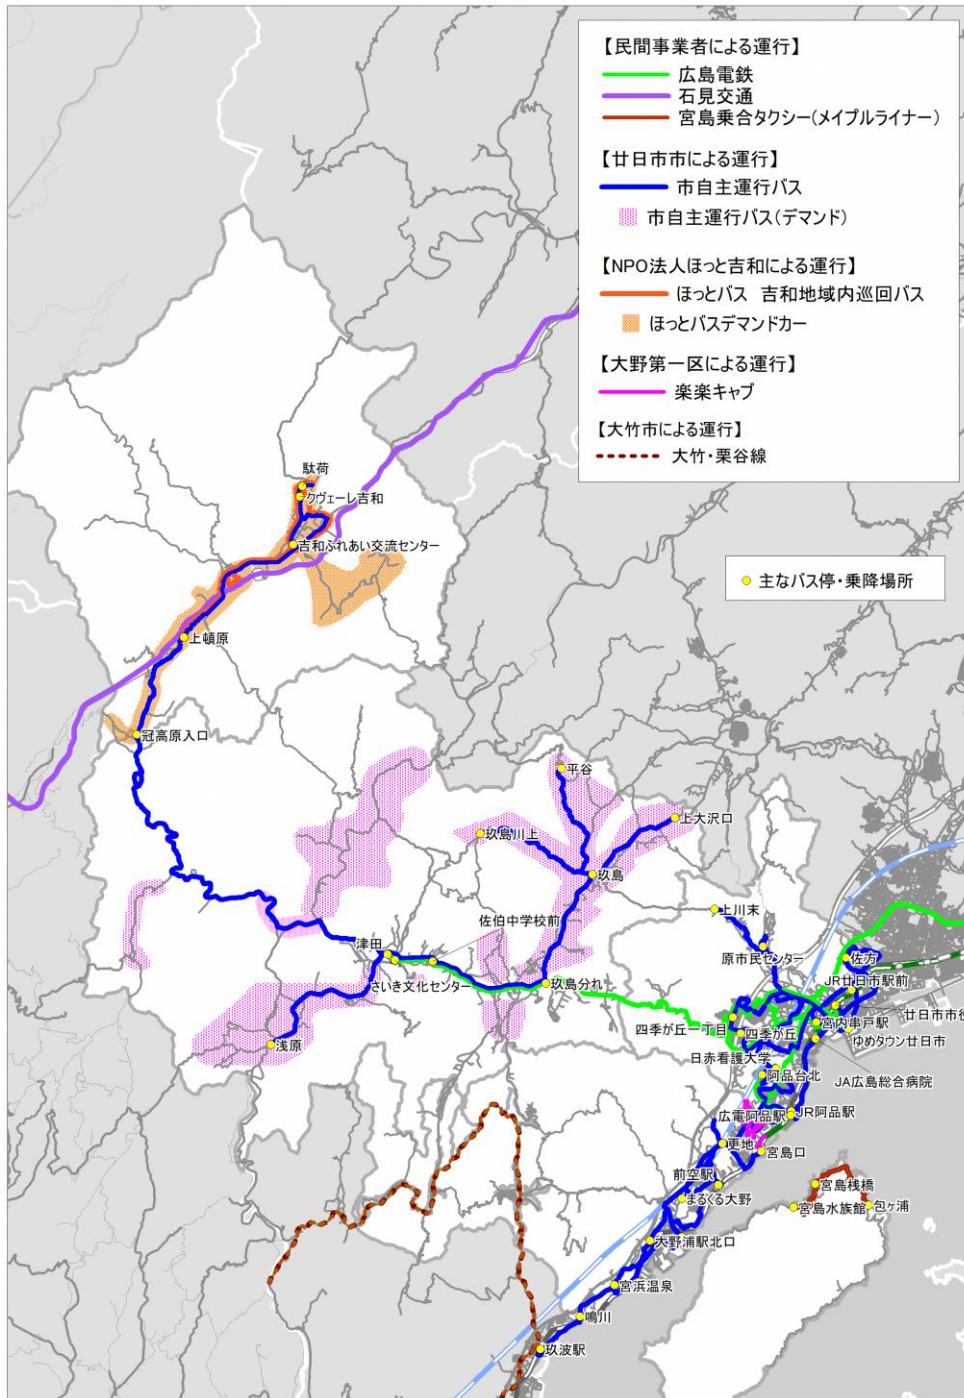 【民間事業者による運行】
広島電鉄
石見交通
宮島乗合タクシー(メイプルライナー)
【廿日市市による運行】
市自主運行バス
市自主運行バス(デマンド)
【NPO法人ほっと吉和による運行】
ほっとバス 吉和地域内巡回バス
ほっとバスデマンドカー
【大野第一区による運行】
楽楽キャブ
【大竹市による運行】
大竹・栗谷線
主なバス停・乗降場所
駄荷
クヴェーレ吉和
吉和ふれあい交流センター
上頓原
冠高原入口
平谷
上大沢口
玖島川上
玖島
佐伯中学校前
上川末
原市民センター
津田
さいき文化センター
玖島分れ
佐方
JR廿日市駅前
廿日市市役
四季が丘一丁目
四季が丘
宮内串戸駅
ゆめタウン廿日市
浅原
日赤看護大学
阿品台北
JA広島総合病院
広電阿品駅
JR阿品駅
更地
宮島口
前空駅
まるくる大野
宮島桟橋
宮島水族館
包ヶ浦
大野浦駅北口
宮浜温泉
鳴川
玖波駅